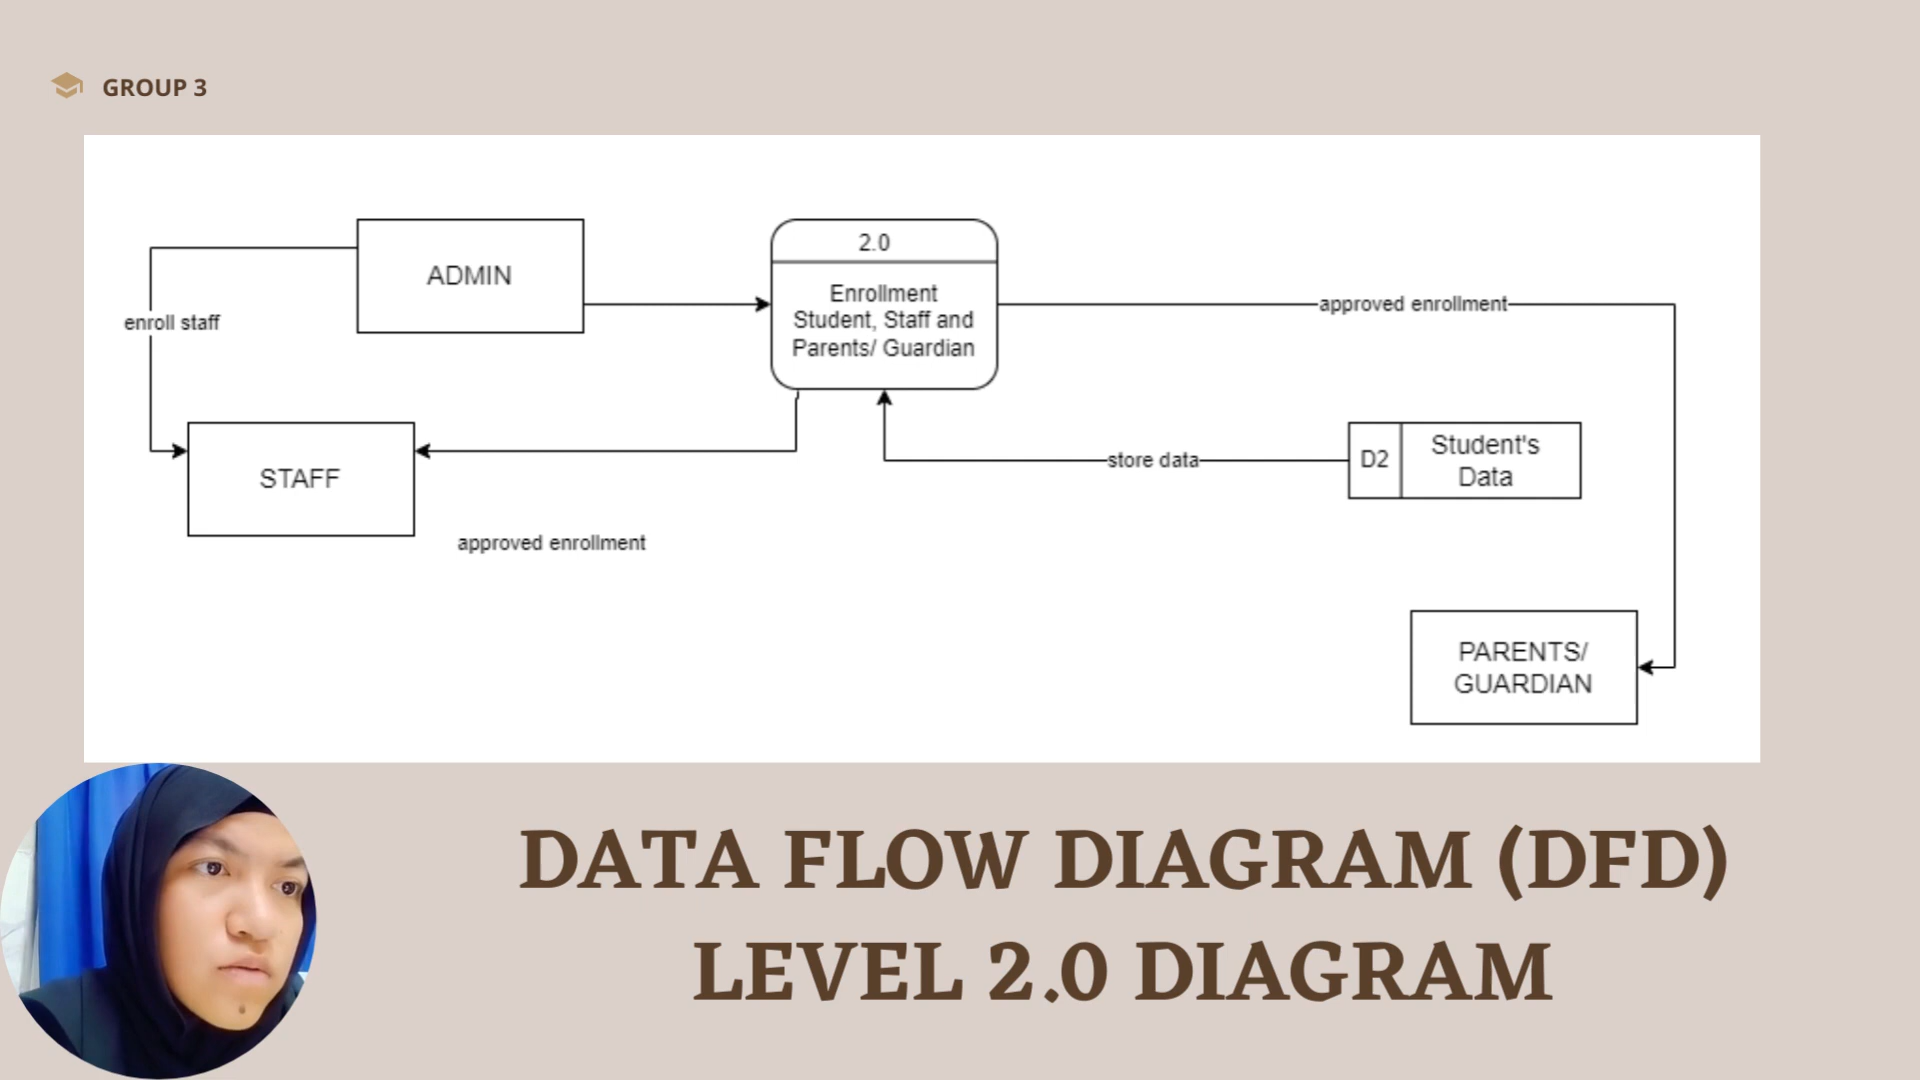 GROUP 3
ADMIN
2.0
Enrollment
Student, Staff and
Parents/ Guardian
approved enrollment
enroll staff
STAFF
store data
D2
Student's
Data
approved enrollment
PARENTS/
GUARDIAN
DATA FLOW DIAGRAM (DFD)
LEVEL 2.0 DIAGRAM